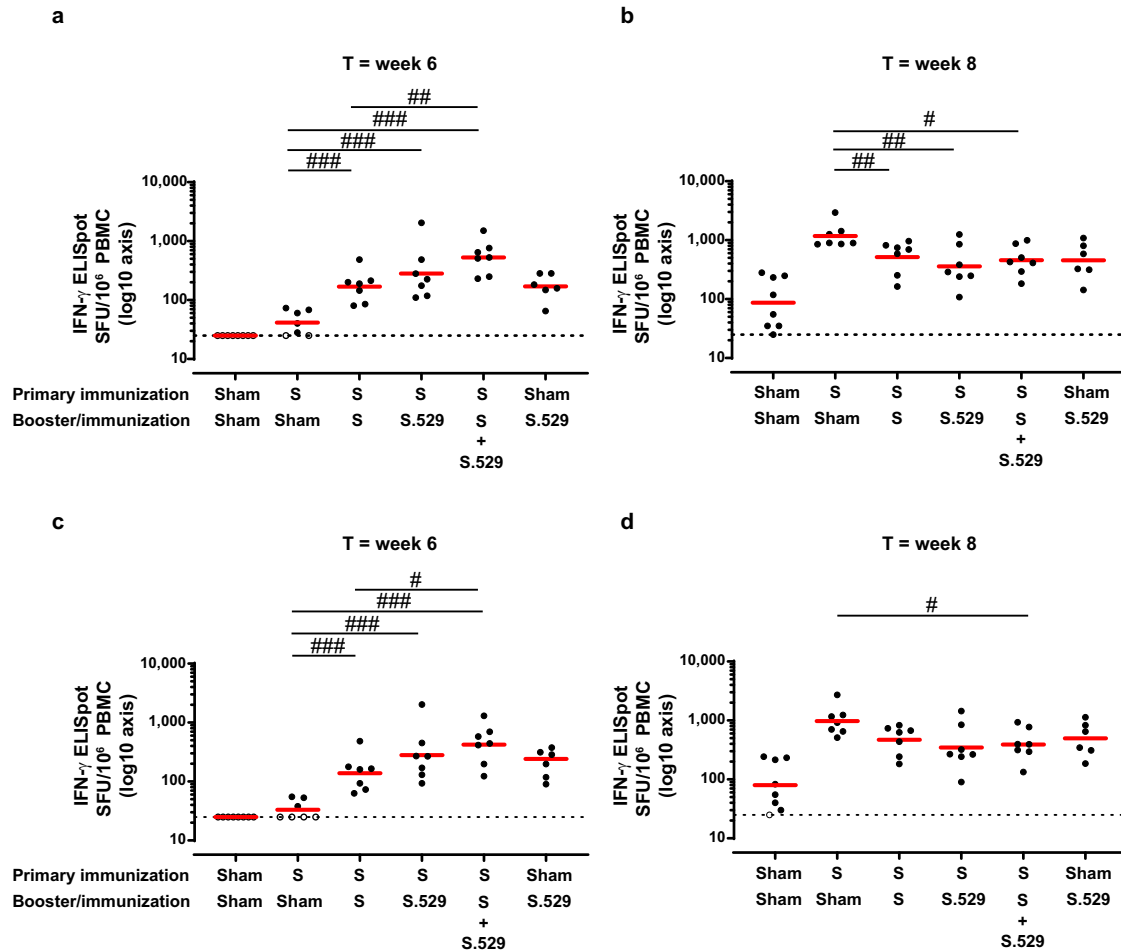 a
b
T = week 6
T = week 8
##
###
###
###
#
##
##
IFN-γ ELISpot
SFU/10⁶ PBMC
(log10 axis)
10,000
1,000
100
10
IFN-γ ELISpot
SFU/10⁶ PBMC
(log10 axis)
10,000
1,000
100
10
Primary immunization Sham S S S S Sham Sham S S S S Sham
Booster/immunization Sham Sham S S.529 S S.529 Sham Sham S S.529 S S.529
+ +
S.529 S.529
c
d
T = week 6
T = week 8
#
###
###
###
#
IFN-γ ELISpot
SFU/10⁶ PBMC
(log10 axis)
10,000
1,000
100
10
IFN-γ ELISpot
SFU/10⁶ PBMC
(log10 axis)
10,000
1,000
100
10
Primary immunization Sham S S S S Sham Sham S S S S Sham
Booster/immunization Sham Sham S S.529 S S.529 Sham Sham S S.529 S S.529
+ +
S.529 S.529